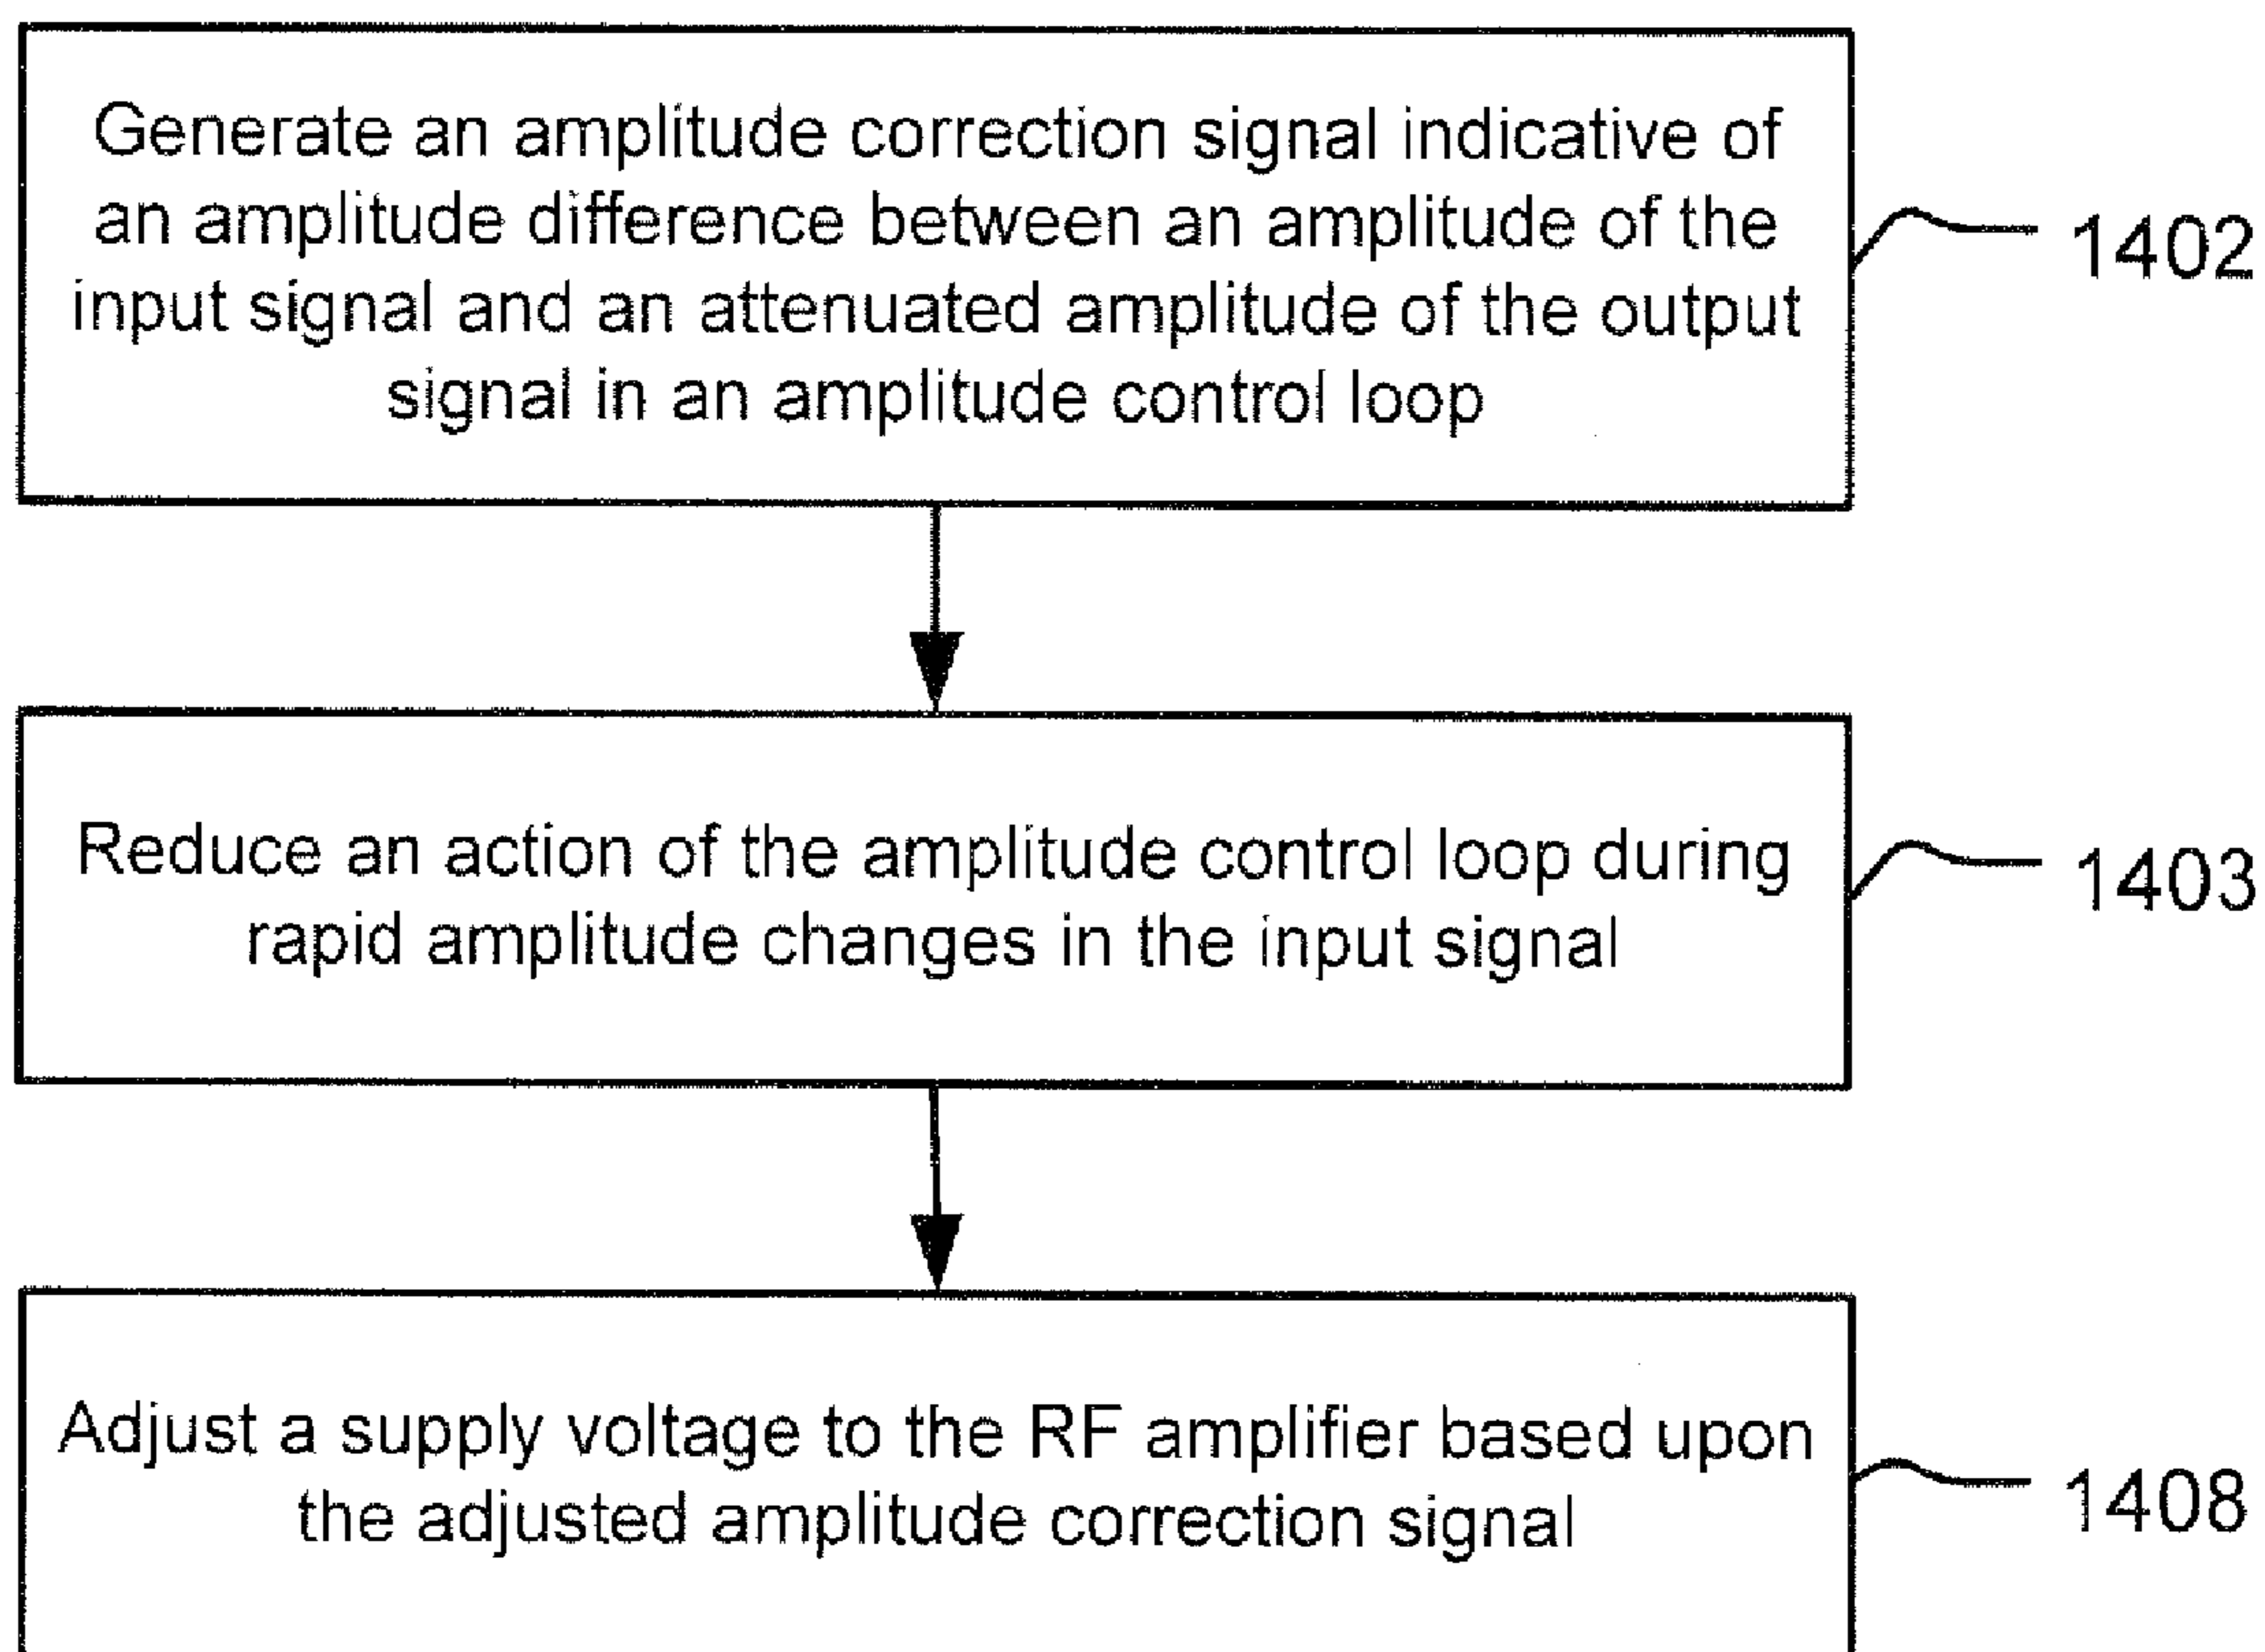 Generate an amplitude correction signal indicative of
an amplitude difference between an amplitude of the
input signal and an attenuated amplitude of the output
signal in an amplitude control loop
1402
Reduce an action of the amplitude control loop during
rapid amplitude changes in the input signal
1403
Adjust a supply voltage to the RF amplifier based upon
the adjusted amplitude correction signal
1408